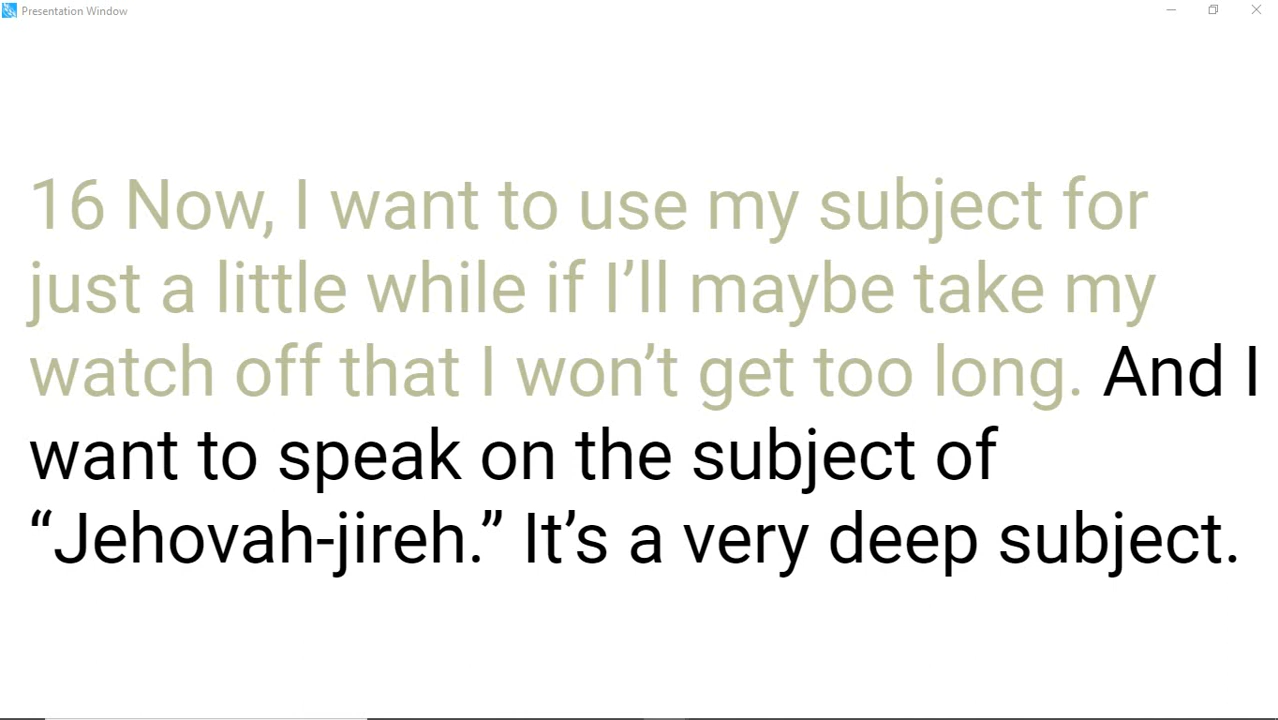 Presentation Window
16 Now, I want to use my subject for
just a little while if I’ll maybe take my
watch off that I won’t get too long. And I
want to speak on the subject of
“Jehovah-jireh.” It’s a very deep subject.